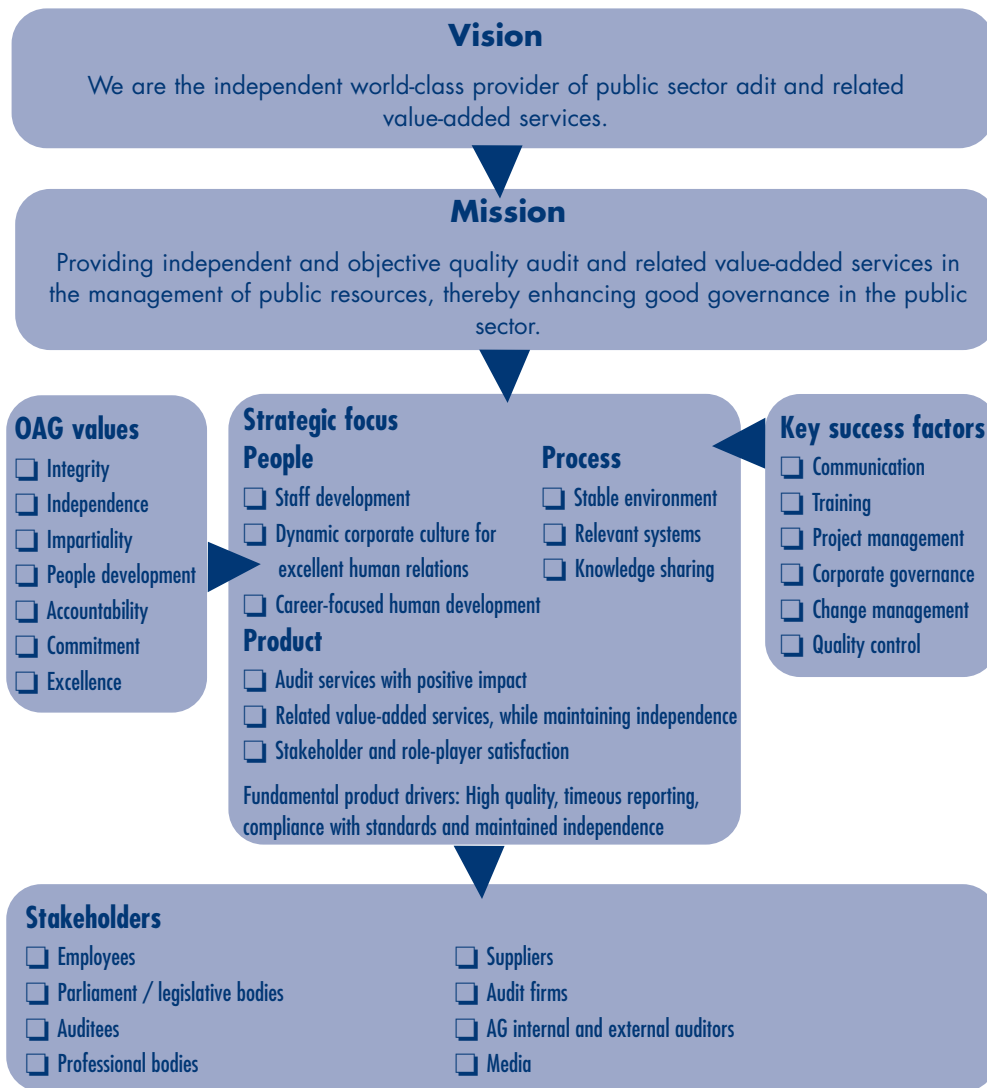 Vision
We are the independent world-class provider of public sector adit and related
value-added services.
Mission
Providing independent and objective quality audit and related value-added services in
the management of public resources, thereby enhancing good governance in the public
sector.
OAG values
❏ Integrity
❏ Independence
❏ Impartiality
❏ People development
❏ Accountability
❏ Commitment
❏ Excellence
Strategic focus
People
❏ Staff development
❏ Dynamic corporate culture for
excellent human relations
❏ Career-focused human development
Process
❏ Stable environment
❏ Relevant systems
❏ Knowledge sharing
Product
❏ Audit services with positive impact
❏ Related value-added services, while maintaining independence
❏ Stakeholder and role-player satisfaction
Fundamental product drivers: High quality, timeous reporting,
compliance with standards and maintained independence
Key success factors
❏ Communication
❏ Training
❏ Project management
❏ Corporate governance
❏ Change management
❏ Quality control
Stakeholders
❏ Employees
❏ Parliament / legislative bodies
❏ Auditees
❏ Professional bodies
❏ Suppliers
❏ Audit firms
❏ AG internal and external auditors
❏ Media